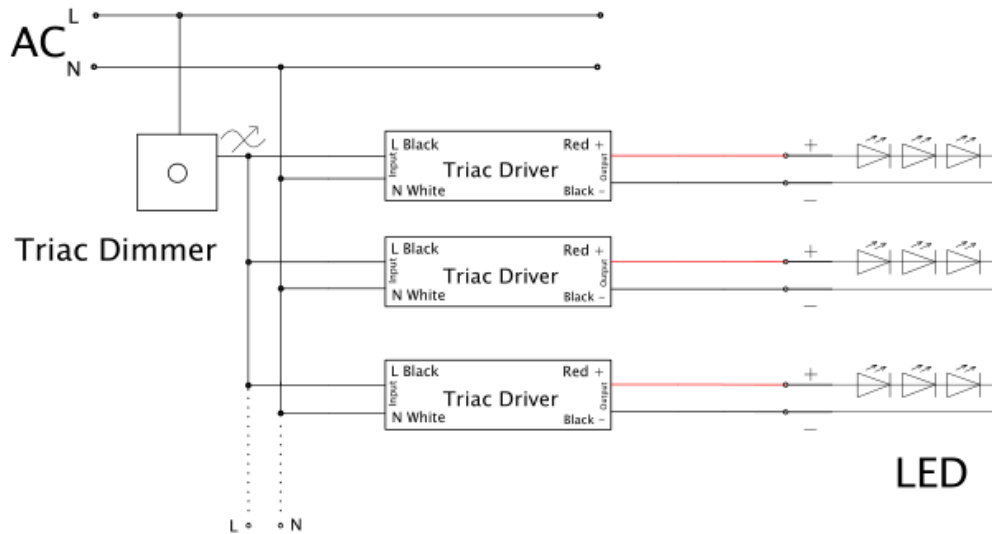 L
AC
N
L Black
Red +
Input
Triac Driver
Output
N White
Black -
Triac Dimmer
+
-
L Black
Red +
Input
Triac Driver
Output
N White
Black -
+
-
L Black
Red +
Input
Triac Driver
Output
N White
Black -
+
-
LED
L
N